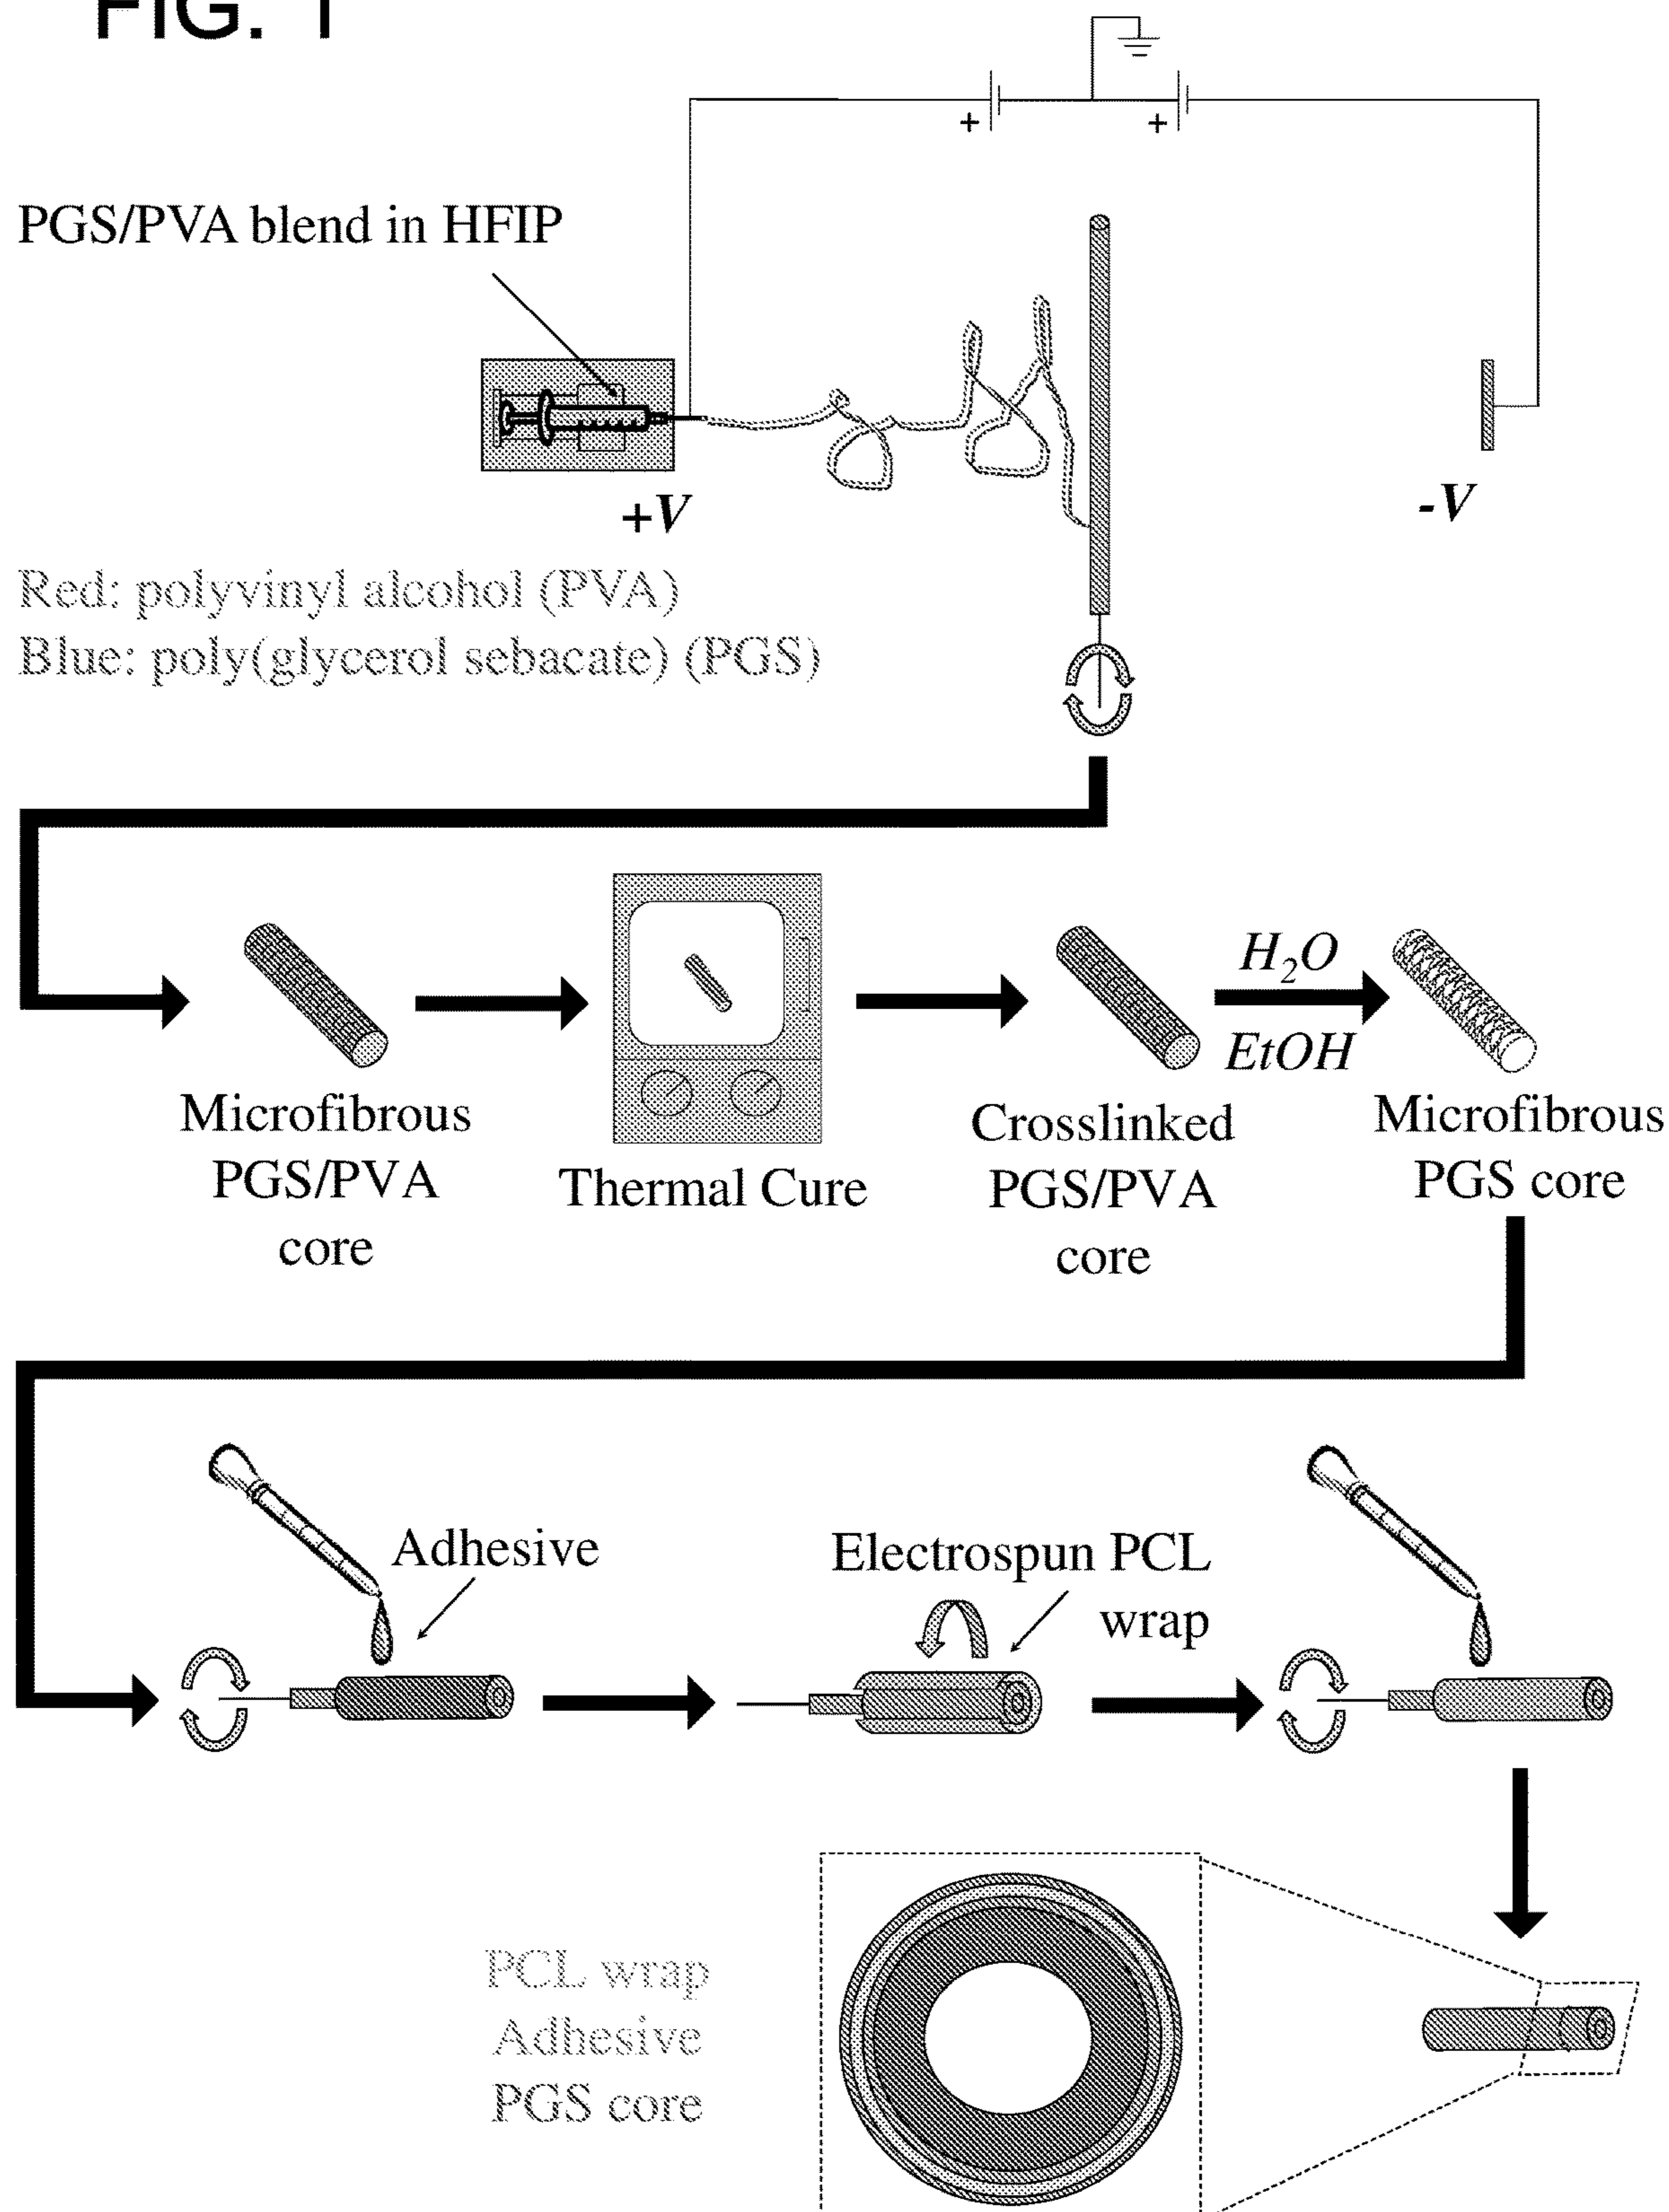 FIG. 1
+
+
PGS/PVA blend in HFIP
+V
-V
Red: polyvinyl alcohol (PVA)
Blue: poly(glycerol sebacate) (PGS)
Microfibrous
PGS/PVA
core
Thermal Cure
Crosslinked
PGS/PVA
core
H₂O
EtOH
Microfibrous
PGS core
Adhesive
Electrospun PCL
wrap
PCL wrap
Adhesive
PGS core